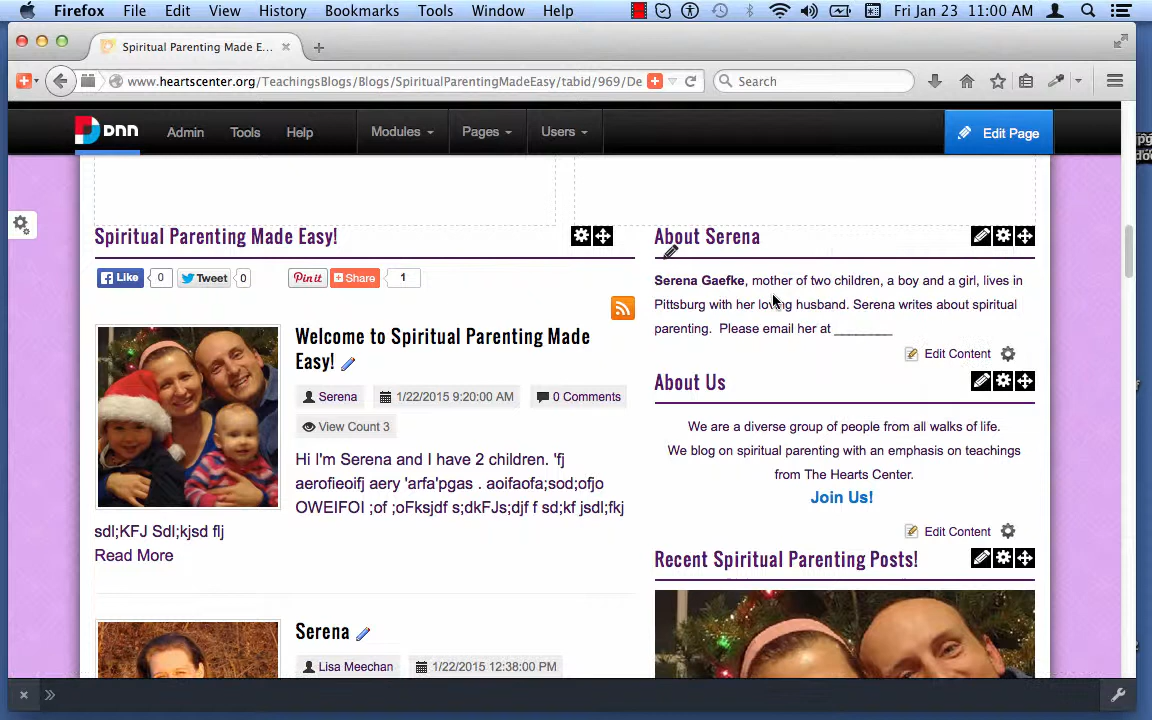 Firefox File Edit View History Bookmarks Tools Window Help Fri Jan 23 11:00 AM
Spiritual Parenting Made E...
www.heartscenter.org/TeachingsBlogs/Blogs/SpiritualParentingMadeEasy/tabid/969/De Search
DNN Admin Tools Help Modules Pages Users Edit Page
Spiritual Parenting Made Easy!
Like 0 Tweet 0 Pin it Share 1
Welcome to Spiritual Parenting Made
Easy!
Serena 1/22/2015 9:20:00 AM 0 Comments
View Count 3
Hi I'm Serena and I have 2 children. 'fj
aerofieoifj aery 'arfa'pgas . aoifaofa;sod;ofjo
OWEIFOI ;of ;oFksjdf s;dkFJs;djf f sd;kf jsdl;fkj
sdl;KFJ Sdl;kjsd flj
Read More
Serena
Lisa Meechan 1/22/2015 12:38:00 PM
About Serena
Serena Gaefke, mother of two children, a boy and a girl, lives in
Pittsburg with her loving husband. Serena writes about spiritual
parenting. Please email her at ________
Edit Content
About Us
We are a diverse group of people from all walks of life.
We blog on spiritual parenting with an emphasis on teachings
from The Hearts Center.
Join Us!
Edit Content
Recent Spiritual Parenting Posts!